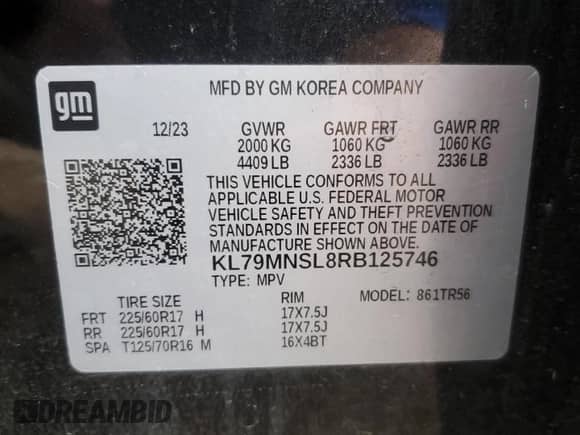 gm
MFD BY GM KOREA COMPANY
12/23 GVWR GAWR FRT GAWR RR
2000 KG 1060 KG 1060 KG
4409 LB 2336 LB 2336 LB
THIS VEHICLE CONFORMS TO ALL
APPLICABLE U.S. FEDERAL MOTOR
VEHICLE SAFETY AND THEFT PREVENTION
STANDARDS IN EFFECT ON THE DATE OF
MANUFACTURE SHOWN ABOVE.
KL79MNSL8RB125746
TYPE: MPV MODEL: 861TR56
TIRE SIZE RIM
FRT 225/60R17 H 17X7.5J
RR 225/60R17 H 17X7.5J
SPA T125/70R16 M 16X4BT
DREAMBID